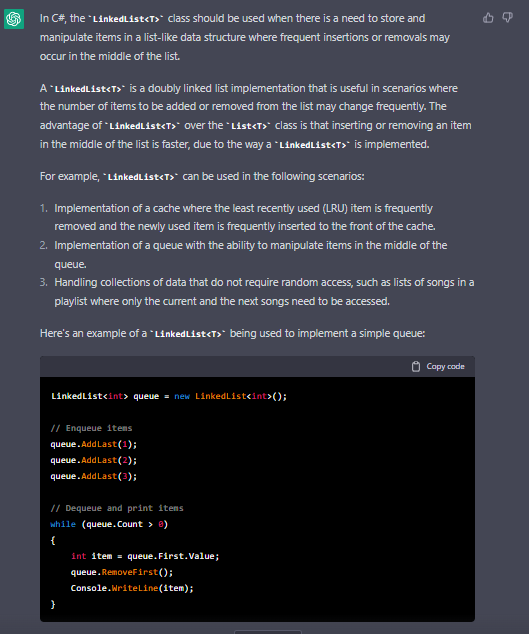 In C#, the `LinkedList<T>` class should be used when there is a need to store and
manipulate items in a list-like data structure where frequent insertions or removals may
occur in the middle of the list.
A `LinkedList<T>` is a doubly linked list implementation that is useful in scenarios where
the number of items to be added or removed from the list may change frequently. The
advantage of `LinkedList<T>` over the `List<T>` class is that inserting or removing an item
in the middle of the list is faster, due to the way a `LinkedList<T>` is implemented.
For example, `LinkedList<T>` can be used in the following scenarios:
1. Implementation of a cache where the least recently used (LRU) item is frequently
removed and the newly used item is frequently inserted to the front of the cache.
2. Implementation of a queue with the ability to manipulate items in the middle of the
queue.
3. Handling collections of data that do not require random access, such as lists of songs in a
playlist where only the current and the next songs need to be accessed.
Here's an example of a `LinkedList<T>` being used to implement a simple queue:
Copy code
LinkedList<int> queue = new LinkedList<int>();
// Enqueue items
queue.AddLast(1);
queue.AddLast(2);
queue.AddLast(3);
// Dequeue and print items
while (queue.Count > 0)
{
    int item = queue.First.Value;
    queue.RemoveFirst();
    Console.WriteLine(item);
}